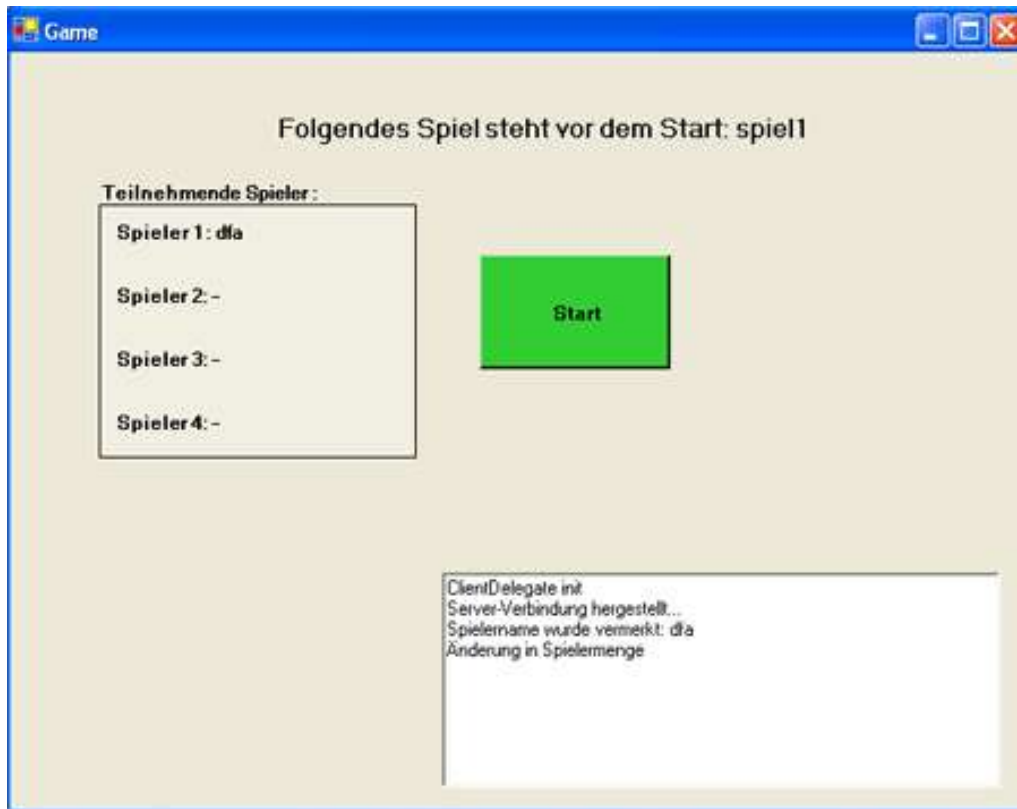 Game
Folgendes Spiel steht vor dem Start: spiel1
Teilnehmende Spieler :
Spieler 1: dfa
Spieler 2: -
Spieler 3: -
Spieler 4: -
Start
ClientDelegate init
Server-Verbindung hergestellt...
Spielername wurde vermerkt: dfa
Änderung in Spielermenge